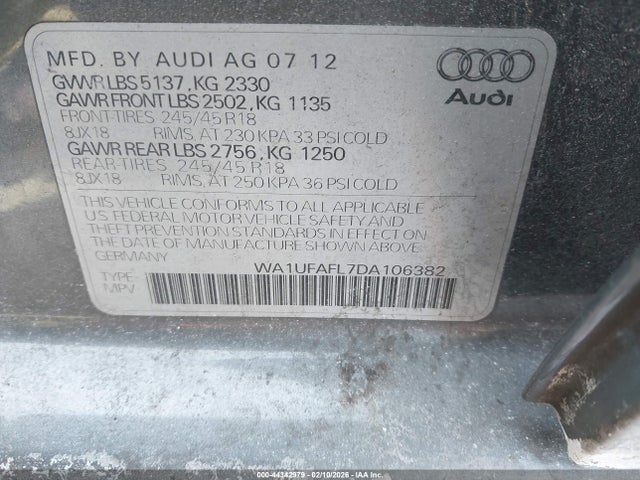 MFD. BY AUDI AG 07 12
GWVR LBS 5137, KG 2330
GAWR FRONT LBS 2502, KG 1135
FRONT-TIRES 245/45 R18
8JX18 RIMS, AT 230 KPA 33 PSI COLD
GAWR REAR LBS 2756, KG 1250
REAR-TIRES 245/45 R18
8JX18 RIMS, AT 250 KPA 36 PSI COLD
THIS VEHICLE CONFORMS TO ALL APPLICABLE
U.S. FEDERAL MOTOR VEHICLE SAFETY AND
THEFT PREVENTION STANDARDS IN EFFECT ON
THE DATE OF MANUFACTURE SHOWN ABOVE
GERMANY WA1UFAFL7DA106382
TYPE:
MPV
Audi
000-44342979 - 02/10/2026 - IAAI.COM